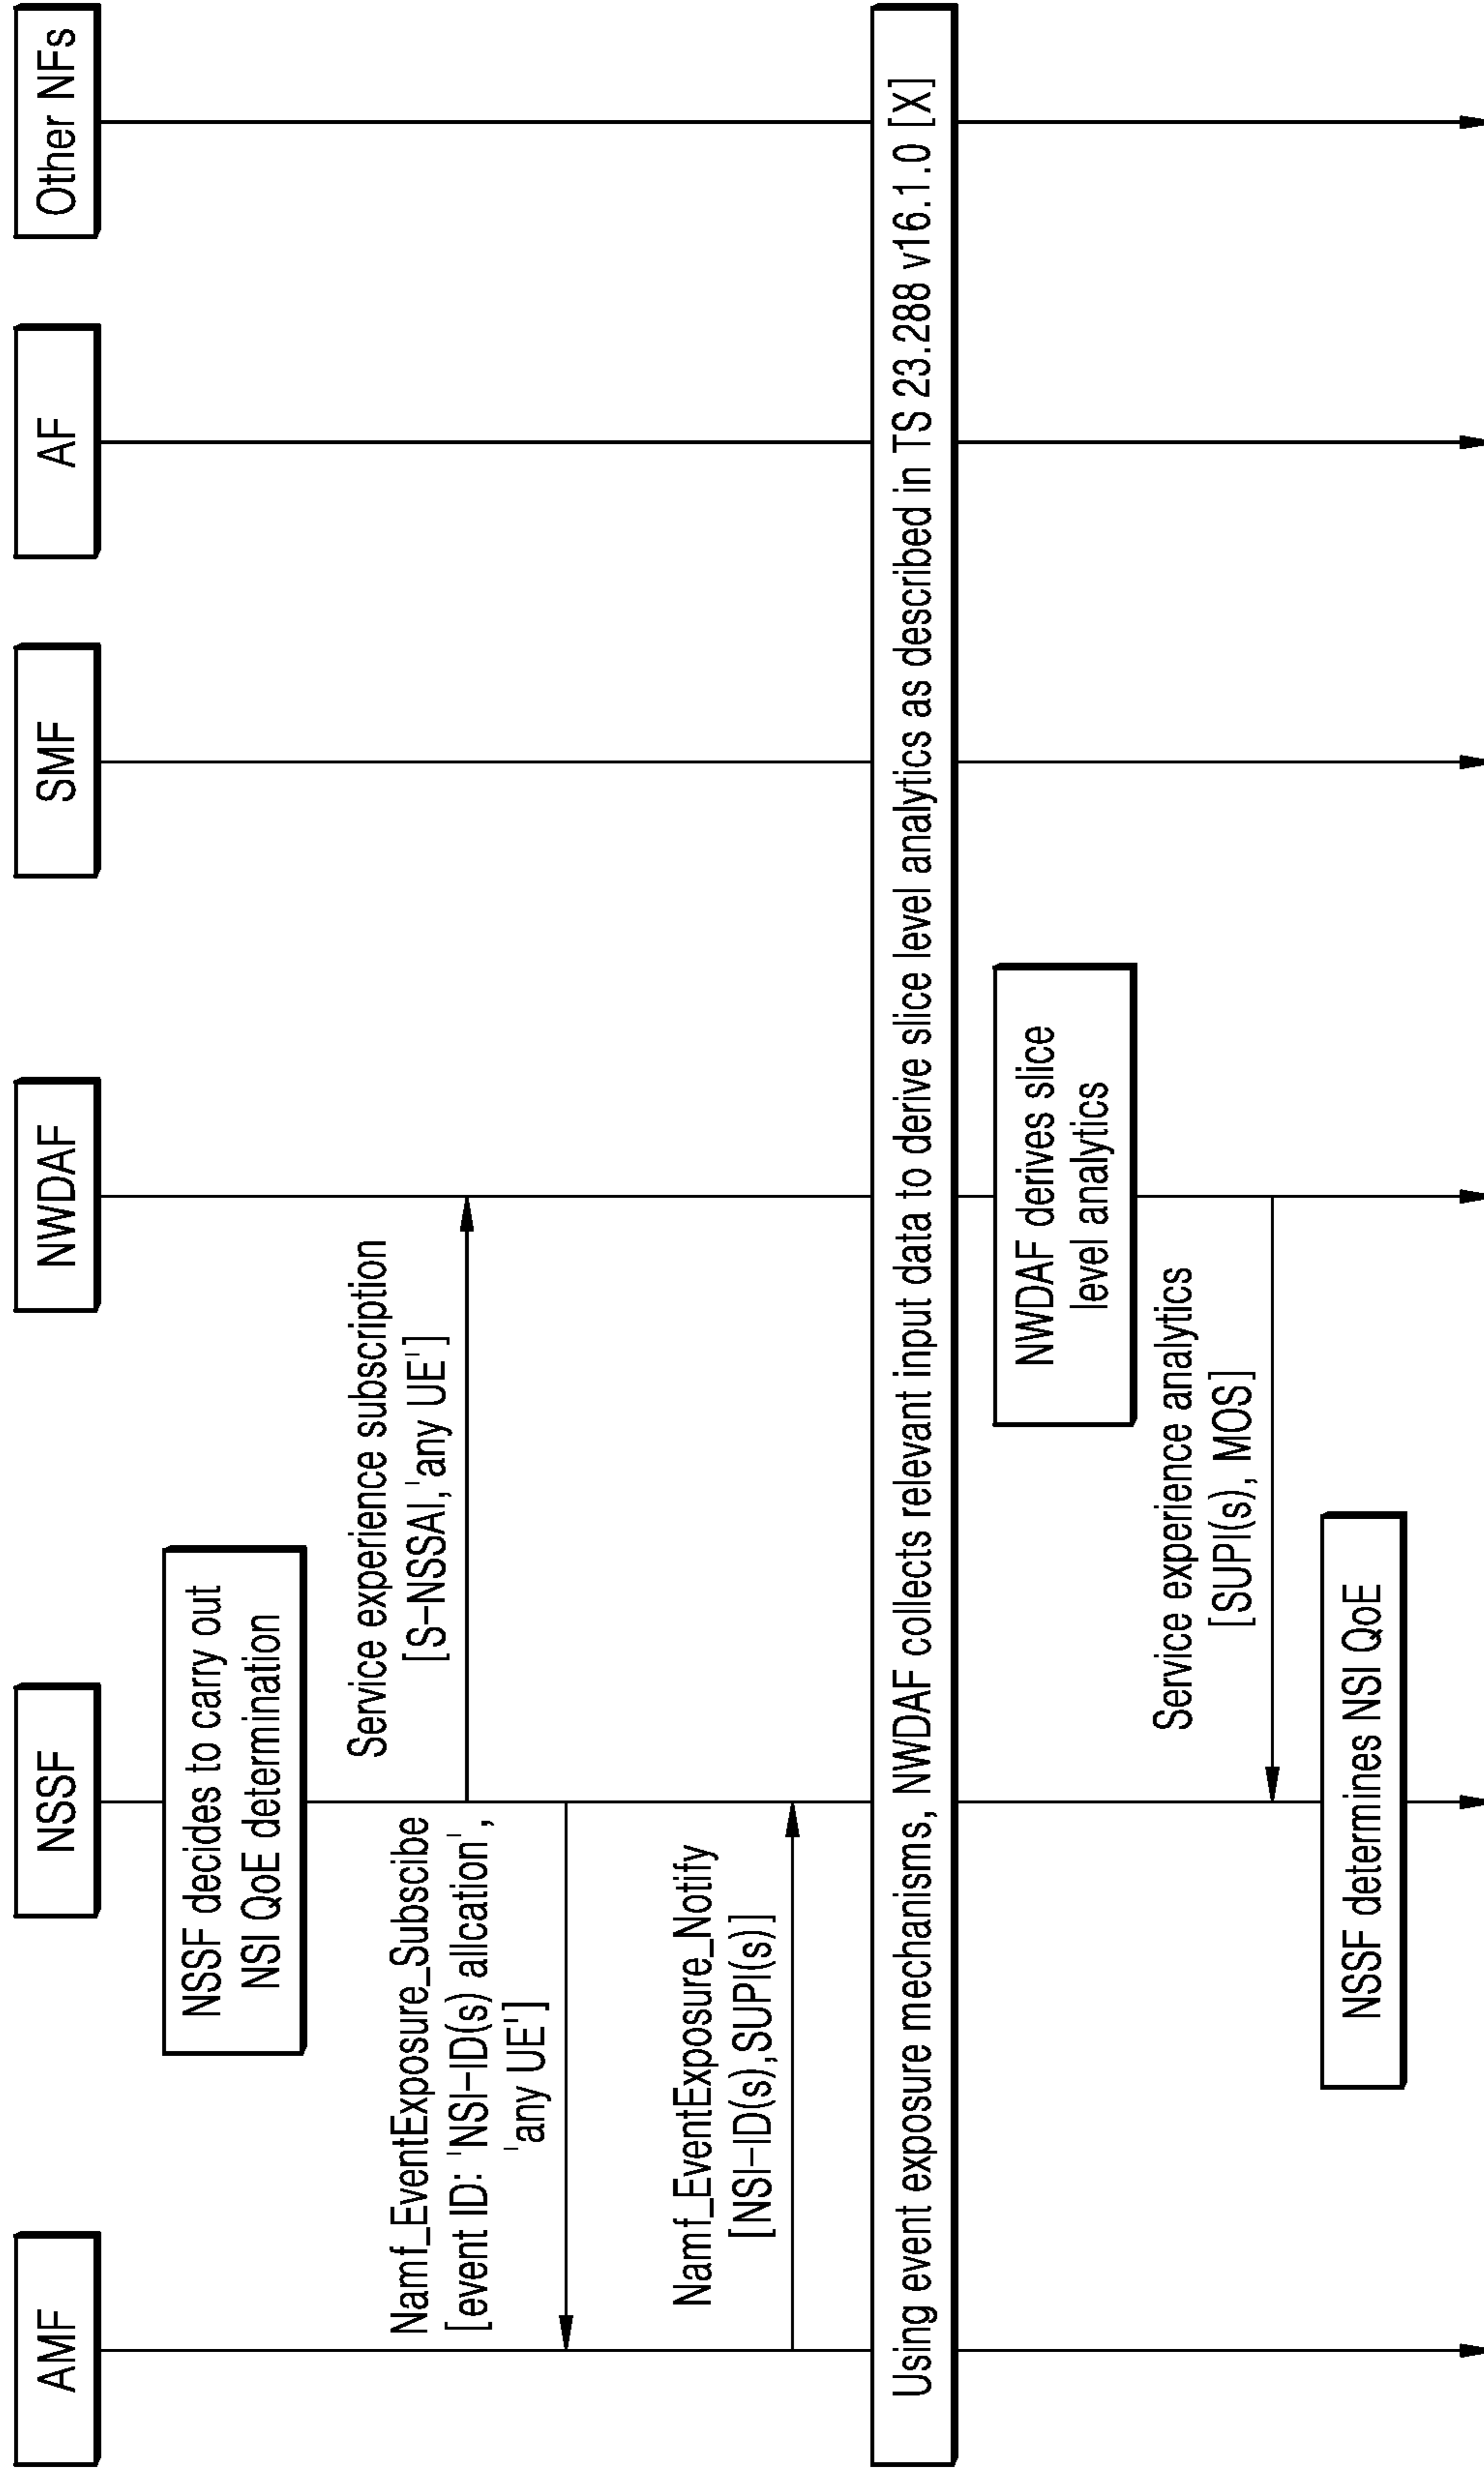 AMF
NSSF
NWDAF
SMF
AF
Other NFs
NSSF decides to carry out
NSI QoE determination
Service experience subscription
[S-NSSAI,'any UE']
Namf_EventExposure_Subscibe
[event ID: 'NSI-ID(s) allcation',
'any UE']
Namf_EventExposure_Notify
[NSI-ID(s),SUPI(s)]
Using event exposure mechanisms, NWDAF collects relevant input data to derive slice level analytics as described in TS 23.288 v16.1.0 [X]
NWDAF derives slice
level analytics
Service experience analytics
[SUPI(s), MOS]
NSSF determines NSI QoE